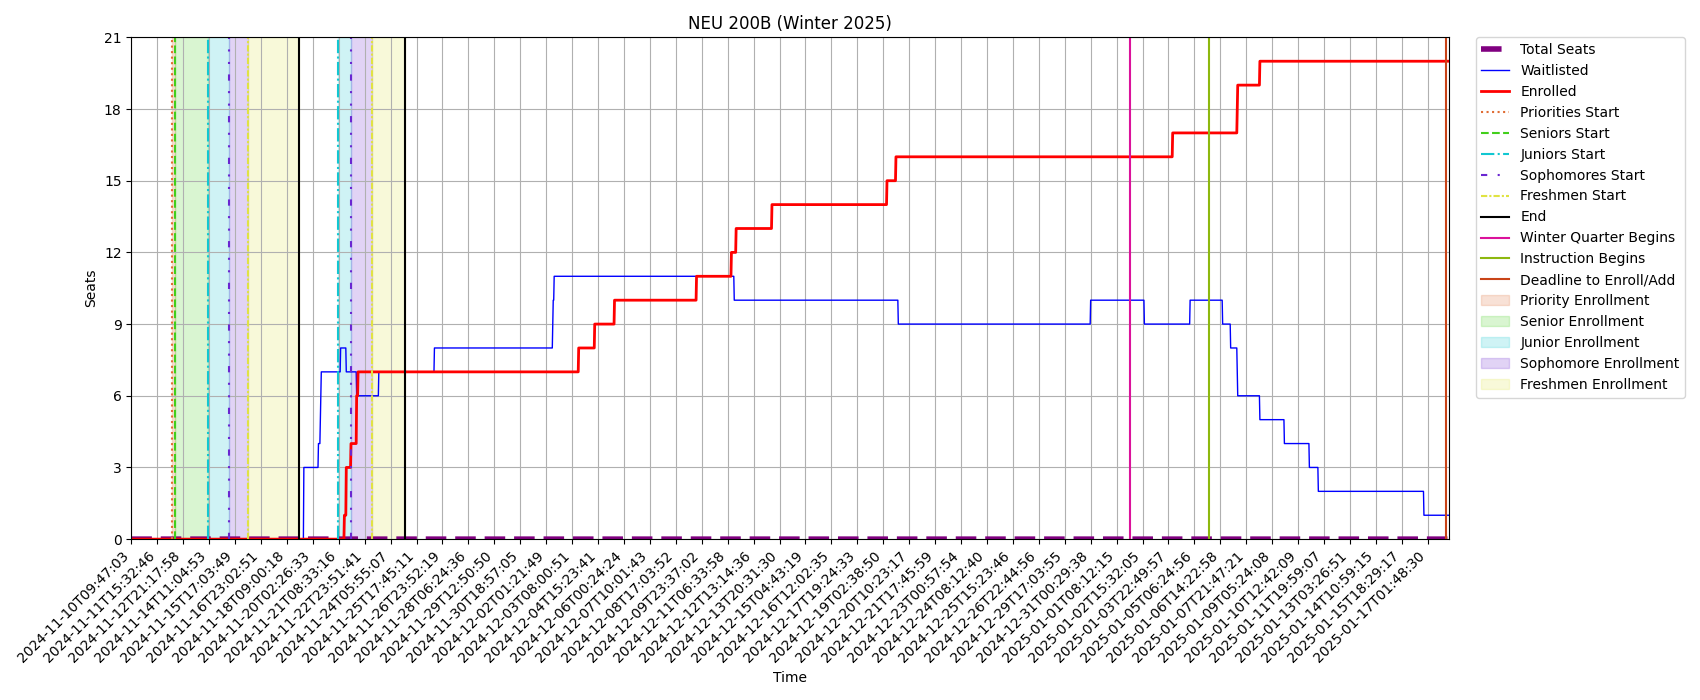 NEU 200B (Winter 2025)
21
18
15
12
9
6
3
0
Seats
2024-11-10T09:47:03
2024-11-11T15:32:46
2024-11-12T21:17:58
2024-11-14T11:04:53
2024-11-15T17:03:49
2024-11-16T23:02:51
2024-11-18T09:00:18
2024-11-20T02:26:33
2024-11-21T08:33:16
2024-11-22T23:51:41
2024-11-24T05:55:07
2024-11-25T17:45:11
2024-11-26T23:52:19
2024-11-28T06:24:36
2024-11-29T12:50:50
2024-11-30T18:57:05
2024-12-02T01:21:49
2024-12-03T08:00:51
2024-12-04T15:23:41
2024-12-06T00:24:24
2024-12-07T10:01:43
2024-12-08T17:03:52
2024-12-09T23:37:02
2024-12-11T06:33:58
2024-12-12T13:14:36
2024-12-13T20:31:30
2024-12-15T04:43:19
2024-12-16T12:02:35
2024-12-17T19:24:33
2024-12-19T02:38:50
2024-12-20T10:23:17
2024-12-21T17:45:59
2024-12-23T00:57:54
2024-12-24T08:12:40
2024-12-25T15:23:46
2024-12-26T22:44:56
2024-12-29T17:03:55
2024-12-31T00:29:38
2025-01-01T08:12:15
2025-01-02T15:32:05
2025-01-03T22:49:57
2025-01-05T06:24:56
2025-01-06T14:22:58
2025-01-07T21:47:21
2025-01-09T05:24:08
2025-01-10T12:42:09
2025-01-11T19:59:07
2025-01-13T03:26:51
2025-01-14T10:59:15
2025-01-15T18:29:17
2025-01-17T01:48:30
Time
Total Seats
Waitlisted
Enrolled
Priorities Start
Seniors Start
Juniors Start
Sophomores Start
Freshmen Start
End
Winter Quarter Begins
Instruction Begins
Deadline to Enroll/Add
Priority Enrollment
Senior Enrollment
Junior Enrollment
Sophomore Enrollment
Freshmen Enrollment